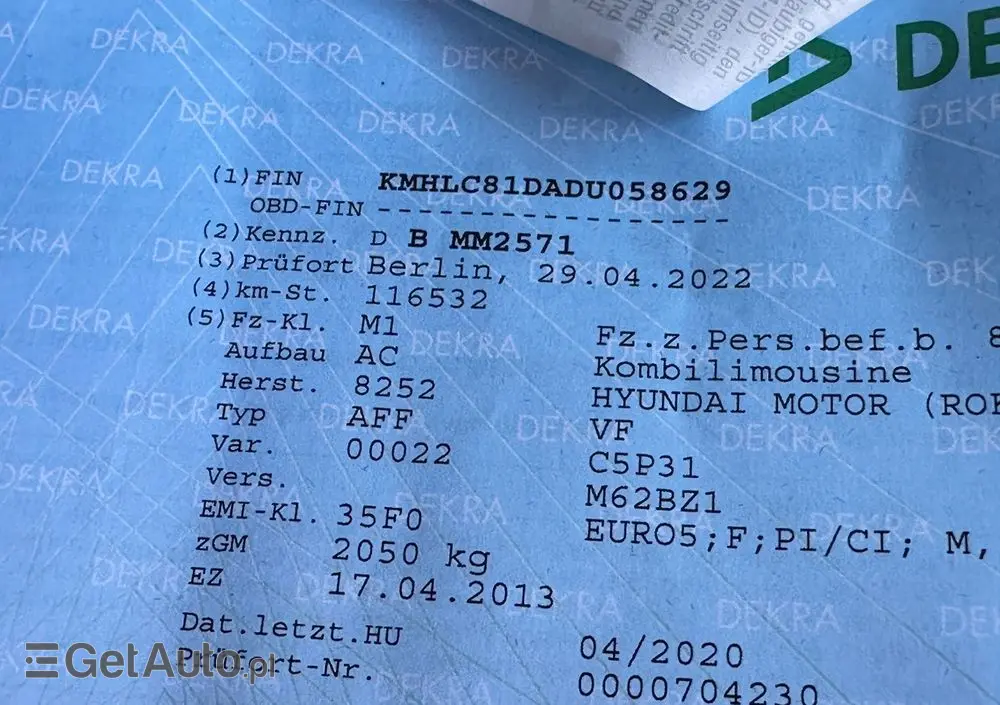 DE
(1)FIN KMHLC81DADU058629
OBD-FIN --------------------
(2)Kennz. D B MM2571
(3)Prüfort Berlin, 29.04.2022
(4)km-St. 116532
(5)Fz-Kl. M1 Fz.z.Pers.bef.b. 8
Aufbau AC Kombilimousine
Herst. 8252 HYUNDAI MOTOR (ROK
Typ AFF VF
Var. 00022 C5P31
Vers. M62BZ1
EMI-Kl. 35F0 EURO5;F;PI/CI; M,
zGM 2050 kg
EZ 17.04.2013
Dat.letzt.HU 04/2020
Prüfort-Nr. 0000704230
GetAuto.pl